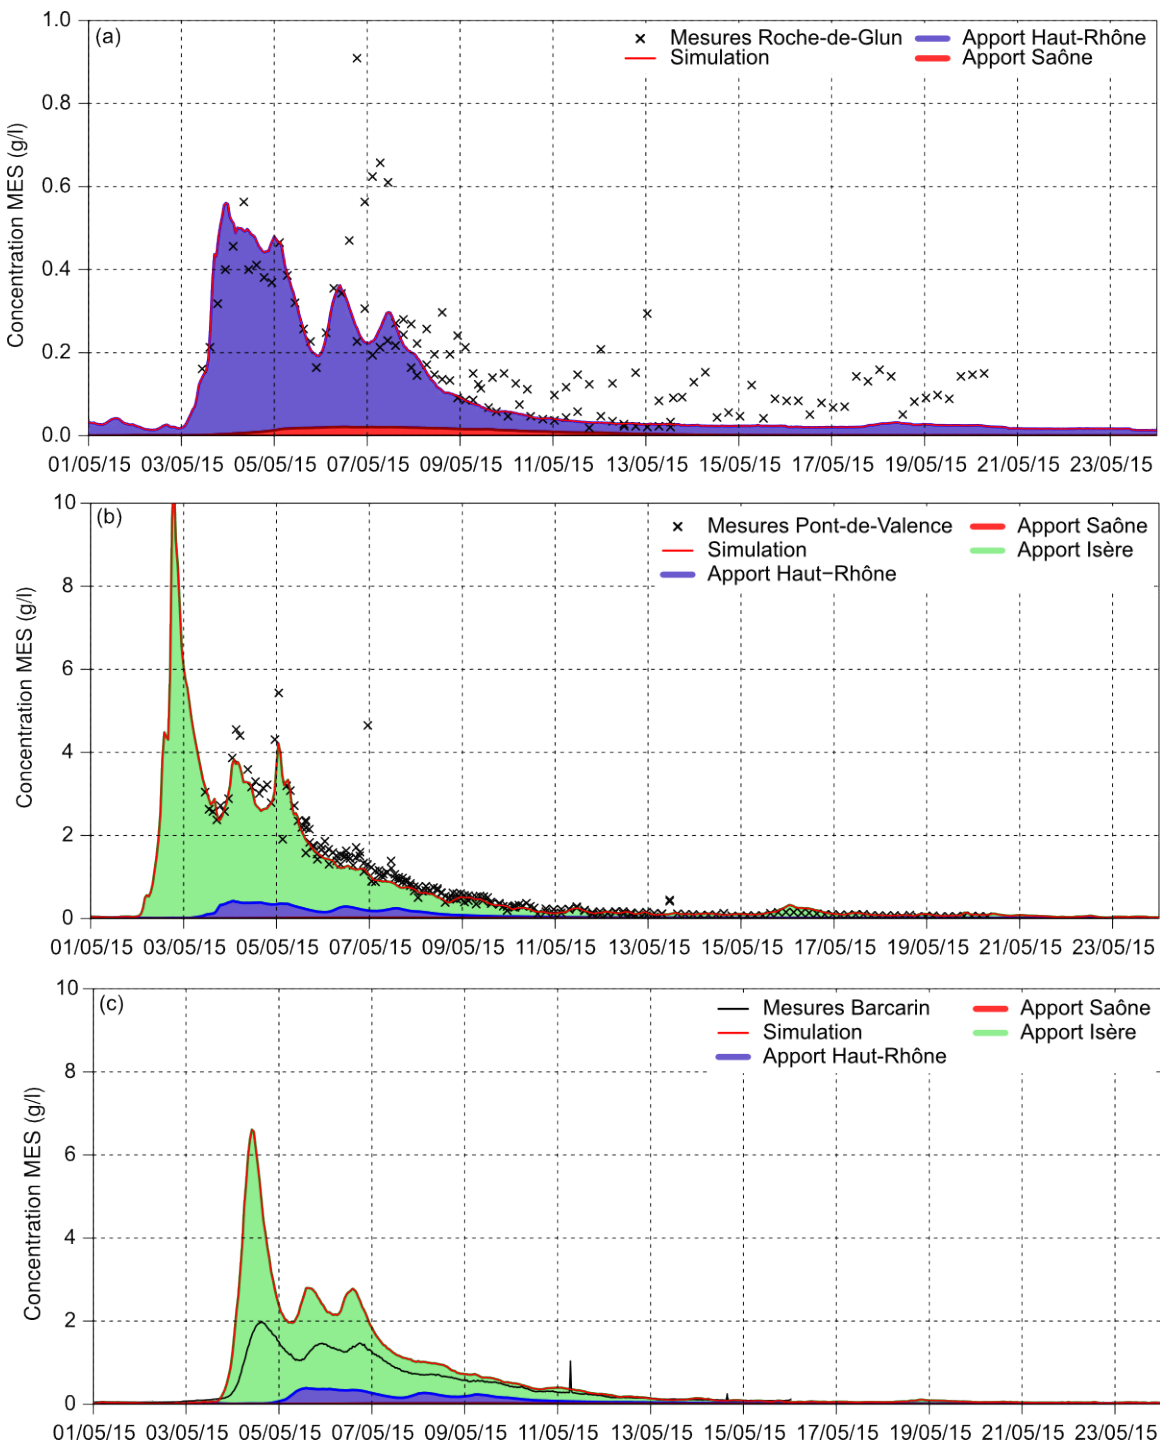 (a)
Mesures Roche-de-Glun
Apport Haut-Rhône
Simulation
Apport Saône
Concentration MES (g/l)
1.0
0.8
0.6
0.4
0.2
0.0
01/05/15 03/05/15 05/05/15 07/05/15 09/05/15 11/05/15 13/05/15 15/05/15 17/05/15 19/05/15 21/05/15 23/05/15
(b)
Mesures Pont-de-Valence
Apport Saône
Simulation
Apport Isère
Apport Haut−Rhône
Concentration MES (g/l)
10
8
6
4
2
0
01/05/15 03/05/15 05/05/15 07/05/15 09/05/15 11/05/15 13/05/15 15/05/15 17/05/15 19/05/15 21/05/15 23/05/15
(c)
Mesures Barcarin
Apport Saône
Simulation
Apport Isère
Apport Haut-Rhône
Concentration MES (g/l)
10
8
6
4
2
0
01/05/15 03/05/15 05/05/15 07/05/15 09/05/15 11/05/15 13/05/15 15/05/15 17/05/15 19/05/15 21/05/15 23/05/15